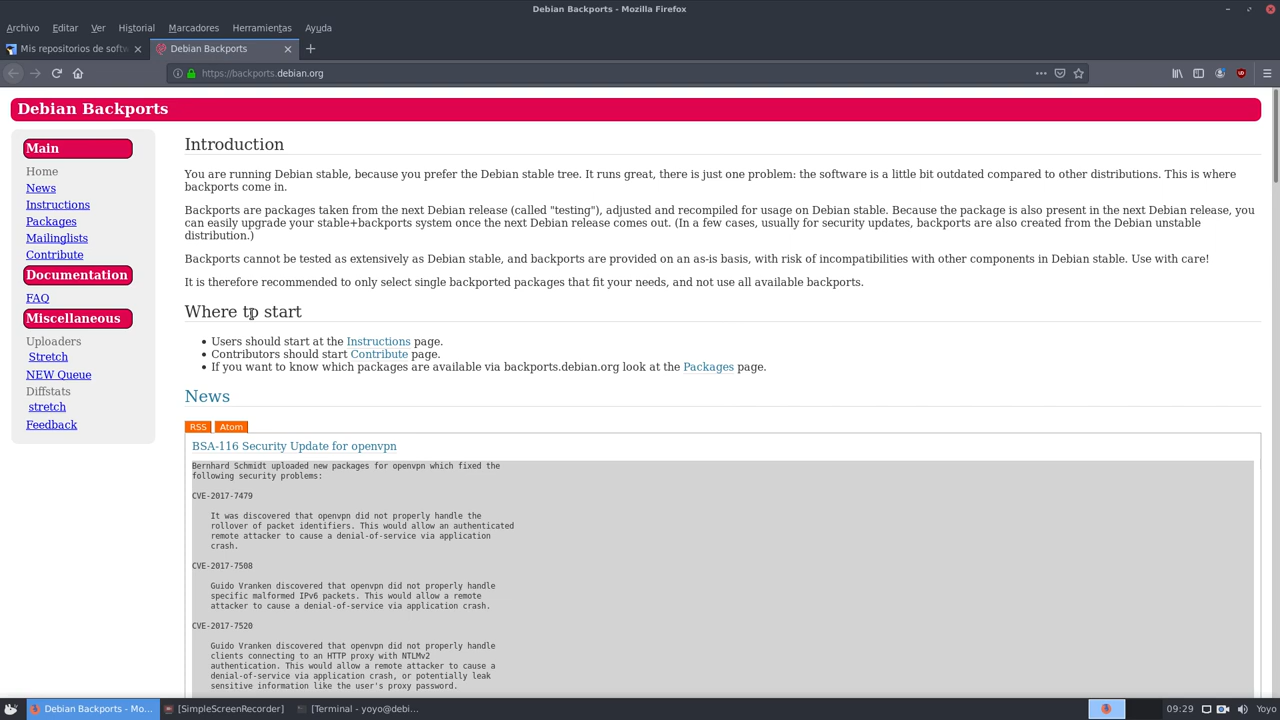 Debian Backports - Mozilla Firefox
Archivo Editar Ver Historial Marcadores Herramientas Ayuda
Mis repositorios de softw
Debian Backports
https://backports.debian.org
Debian Backports
Main
Home
News
Instructions
Packages
Mailinglists
Contribute
Documentation
FAQ
Miscellaneous
Uploaders
Stretch
NEW Queue
Diffstats
stretch
Feedback
Introduction
You are running Debian stable, because you prefer the Debian stable tree. It runs great, there is just one problem: the software is a little bit outdated compared to other distributions. This is where
backports come in.
Backports are packages taken from the next Debian release (called "testing"), adjusted and recompiled for usage on Debian stable. Because the package is also present in the next Debian release, you
can easily upgrade your stable+backports system once the next Debian release comes out. (In a few cases, usually for security updates, backports are also created from the Debian unstable
distribution.)
Backports cannot be tested as extensively as Debian stable, and backports are provided on an as-is basis, with risk of incompatibilities with other components in Debian stable. Use with care!
It is therefore recommended to only select single backported packages that fit your needs, and not use all available backports.
Where to start
• Users should start at the Instructions page.
• Contributors should start Contribute page.
• If you want to know which packages are available via backports.debian.org look at the Packages page.
News
RSS Atom
BSA-116 Security Update for openvpn
Bernhard Schmidt uploaded new packages for openvpn which fixed the
following security problems:
CVE-2017-7479
It was discovered that openvpn did not properly handle the
rollover of packet identifiers. This would allow an authenticated
remote attacker to cause a denial-of-service via application
crash.
CVE-2017-7508
Guido Vranken discovered that openvpn did not properly handle
specific malformed IPv6 packets. This would allow a remote
attacker to cause a denial-of-service via application crash.
CVE-2017-7520
Guido Vranken discovered that openvpn did not properly handle
clients connecting to an HTTP proxy with NTLMv2
authentication. This would allow a remote attacker to cause a
denial-of-service via application crash, or potentially leak
sensitive information like the user's proxy password.
Debian Backports - Mo... [SimpleScreenRecorder] [Terminal - yoyo@debi... 09:29 Yoyo